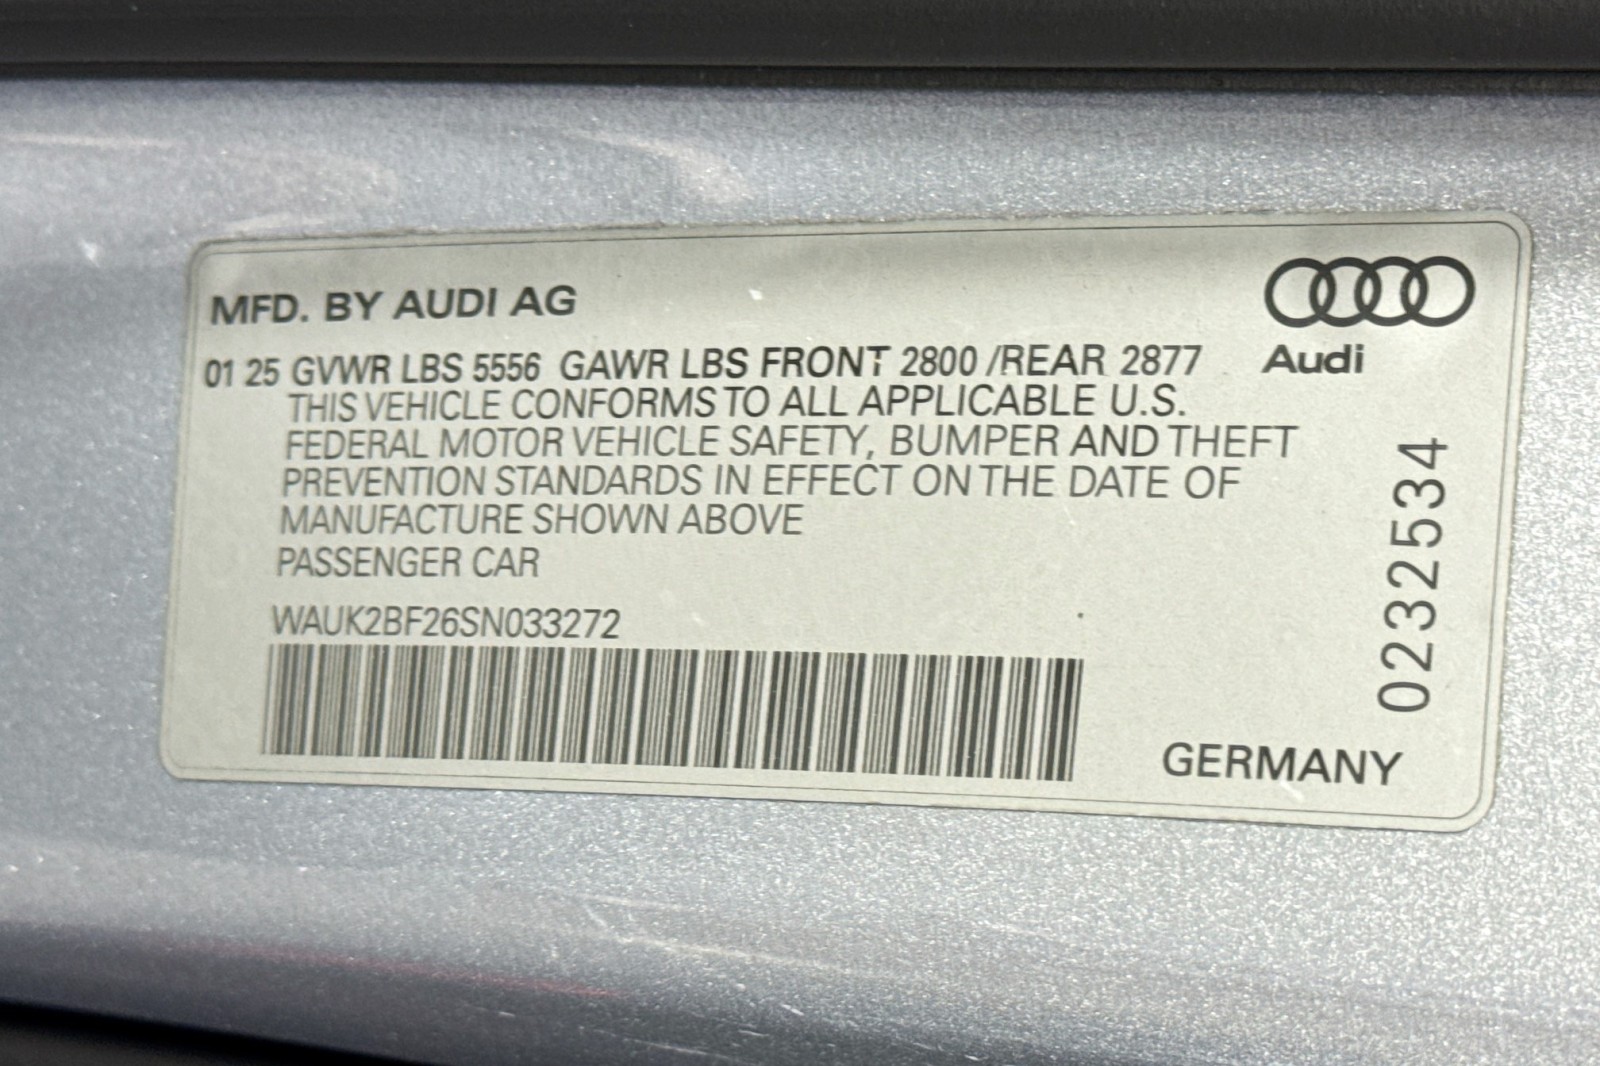 MFD. BY AUDI AG
Audi
01 25 GVWR LBS 5556 GAWR LBS FRONT 2800 /REAR 2877
THIS VEHICLE CONFORMS TO ALL APPLICABLE U.S.
FEDERAL MOTOR VEHICLE SAFETY, BUMPER AND THEFT
PREVENTION STANDARDS IN EFFECT ON THE DATE OF
MANUFACTURE SHOWN ABOVE
PASSENGER CAR
WAUK2BF26SN033272
0232534
GERMANY